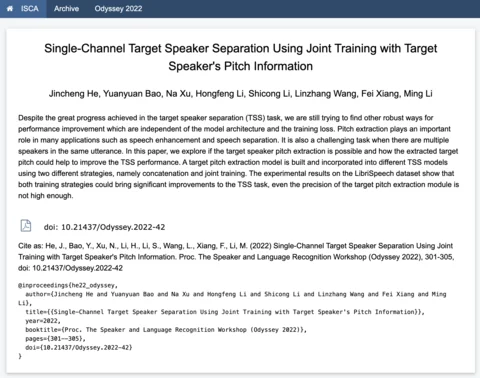 ISCA Archive Odyssey 2022
Single-Channel Target Speaker Separation Using Joint Training with Target
Speaker's Pitch Information
Jincheng He, Yuanyuan Bao, Na Xu, Hongfeng Li, Shicong Li, Linzhang Wang, Fei Xiang, Ming Li
Despite the great progress achieved in the target speaker separation (TSS) task, we are still trying to find other robust ways for
performance improvement which are independent of the model architecture and the training loss. Pitch extraction plays an important
role in many applications such as speech enhancement and speech separation. It is also a challenging task when there are multiple
speakers in the same utterance. In this paper, we explore if the target speaker pitch extraction is possible and how the extracted target
pitch could help to improve the TSS performance. A target pitch extraction model is built and incorporated into different TSS models
using two different strategies, namely concatenation and joint training. The experimental results on the LibriSpeech dataset show that
both training strategies could bring significant improvements to the TSS task, even the precision of the target pitch extraction module is
not high enough.
doi: 10.21437/Odyssey.2022-42
Cite as: He, J., Bao, Y., Xu, N., Li, H., Li, S., Wang, L., Xiang, F., Li, M. (2022) Single-Channel Target Speaker Separation Using Joint
Training with Target Speaker's Pitch Information. Proc. The Speaker and Language Recognition Workshop (Odyssey 2022), 301-305,
doi: 10.21437/Odyssey.2022-42
@inproceedings{he22_odyssey,
author={Jincheng He and Yuanyuan Bao and Na Xu and Hongfeng Li and Shicong Li and Linzhang Wang and Fei Xiang and Ming
Li},
title={{Single-Channel Target Speaker Separation Using Joint Training with Target Speaker's Pitch Information}},
year=2022,
booktitle={Proc. The Speaker and Language Recognition Workshop (Odyssey 2022)},
pages={301--305},
doi={10.21437/Odyssey.2022-42}
}